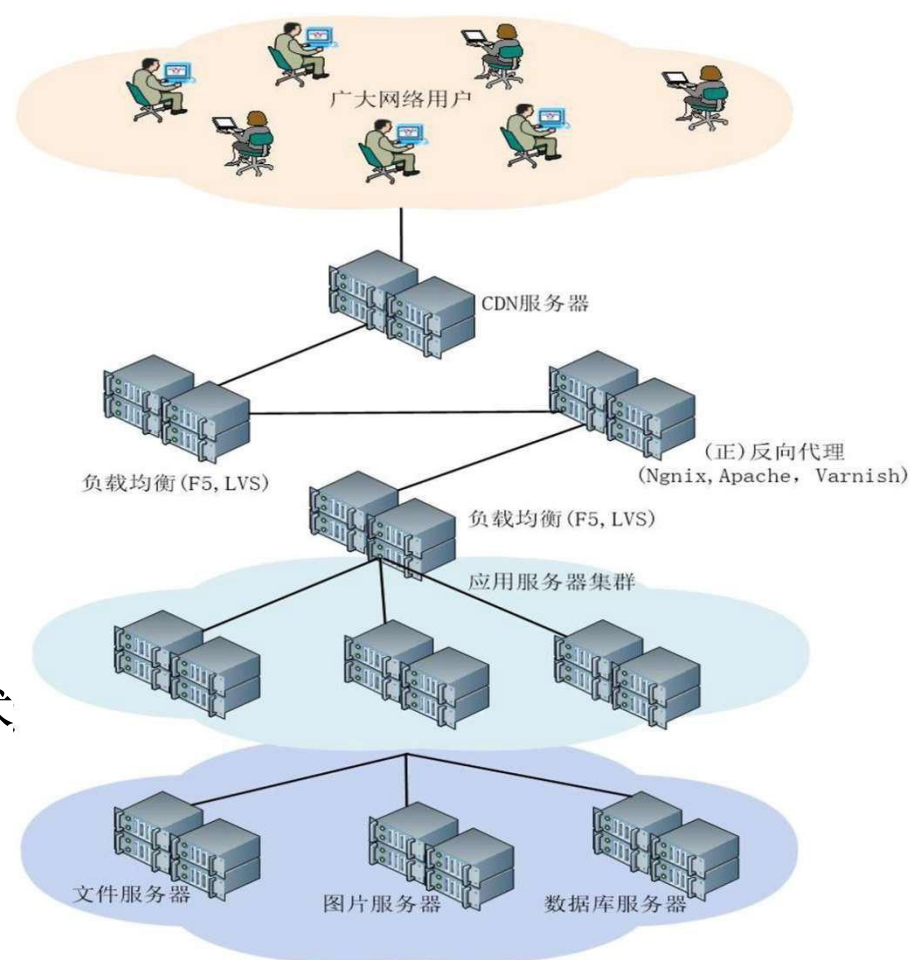 广大网络用户
CDN服务器
(正)反向代理
(Ngnix,Apache, Varnish)
负载均衡(F5,LVS)
负载均衡(F5,LVS)
应用服务器集群
文件服务器
图片服务器
数据库服务器